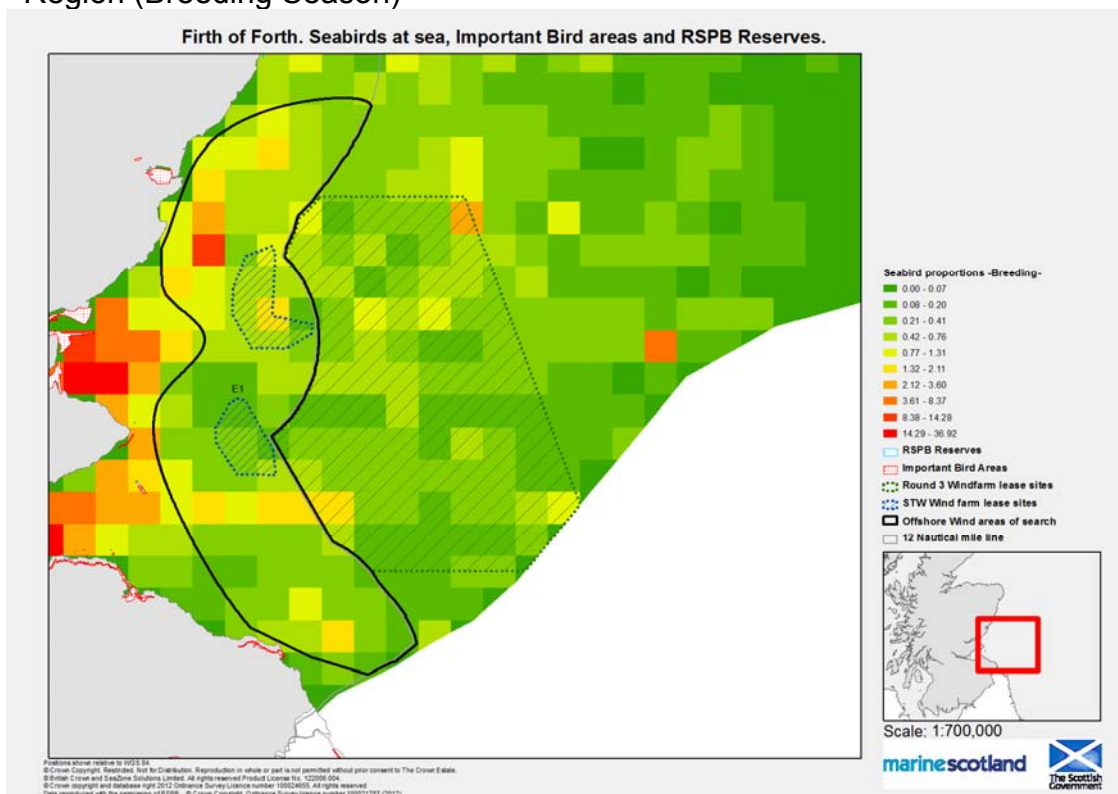 Region (Breeding Season)
Firth of Forth. Seabirds at sea, Important Bird areas and RSPB Reserves.
E1
Seabird proportions -Breeding-
0.00 - 0.07
0.08 - 0.20
0.21 - 0.41
0.42 - 0.76
0.77 - 1.31
1.32 - 2.11
2.12 - 3.60
3.61 - 8.37
8.38 - 14.28
14.29 - 36.92
RSPB Reserves
Important Bird Areas
Round 3 Windfarm lease sites
STW Wind farm lease sites
Offshore Wind areas of search
12 Nautical mile line
Scale: 1:700,000
marinescotland
The Scottish
Government
Positions shown relative to WGS 84.
© Crown Copyright. Restricted. Not for Distribution. Reproduction in whole or part is not permitted without prior consent to The Crown Estate.
© British Crown and SeaZone Solutions Limited. All rights reserved Product License No. 122006.004.
© Crown copyright and database right 2012 Ordnance Survey Licence number 100024655. All rights reserved.